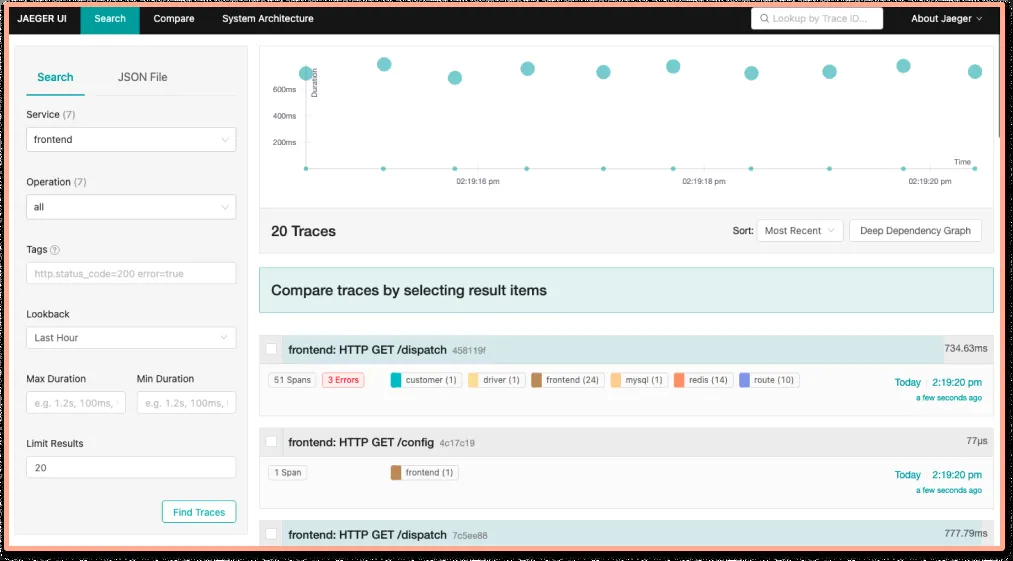 JAEGER UI Search Compare System Architecture Lookup by Trace ID... About Jaeger
Search JSON File
Service (7)
frontend
Operation (7)
all
Tags
http.status_code=200 error=true
Lookback
Last Hour
Max Duration Min Duration
e.g. 1.2s, 100ms, e.g. 1.2s, 100ms,
Limit Results
20
Find Traces
Duration
600ms
400ms
200ms
Time
02:19:16 pm 02:19:18 pm 02:19:20 pm
20 Traces Sort: Most Recent Deep Dependency Graph
Compare traces by selecting result items
frontend: HTTP GET /dispatch 458119f 734.63ms
51 Spans 3 Errors customer (1) driver (1) frontend (24) mysql (1) redis (14) route (10) Today 2:19:20 pm
a few seconds ago
frontend: HTTP GET /config 4c17c19 77μs
1 Span frontend (1) Today 2:19:20 pm
a few seconds ago
frontend: HTTP GET /dispatch 7c5ee88 777.79ms